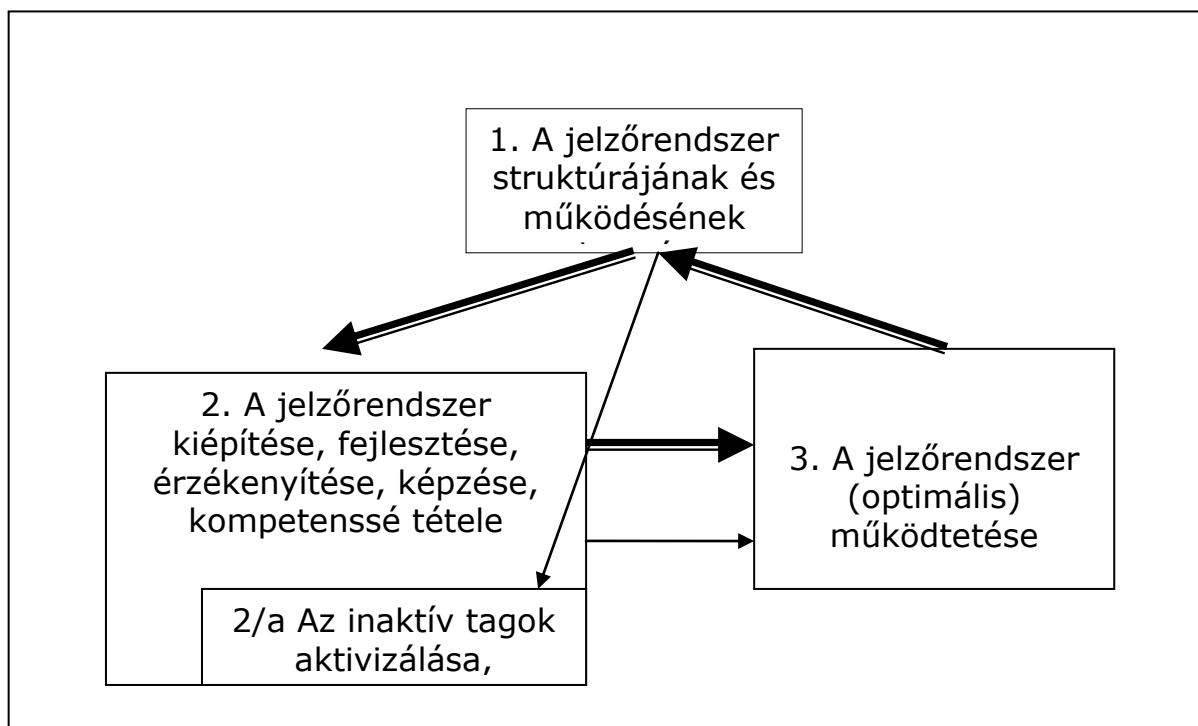 1. A jelzőrendszer
struktúrájának és
működésének
2. A jelzőrendszer
kiépítése, fejlesztése,
érzékenyítése, képzése,
kompetenssé tétele
3. A jelzőrendszer
(optimális)
működtetése
2/a Az inaktív tagok
aktivizálása,